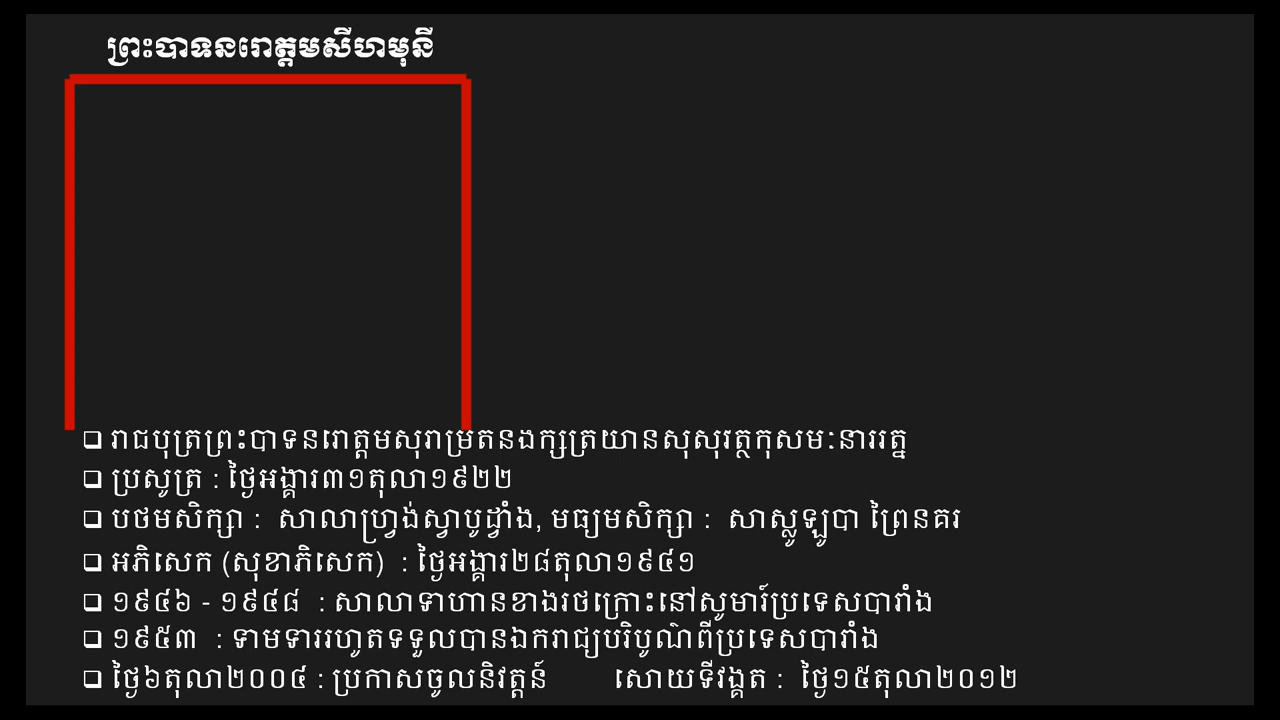 ព្រះបាទនរោត្តមសីហមុនី
❑ រាជបុត្រព្រះបាទនរោត្តមសុរាម្រិតនងក្សត្រយានសុសុវត្ថកុសមៈនារីរត្ន
❑ ប្រសូត្រ : ថ្ងៃអង្គារ៣១តុលា១៩២២
❑ បថមសិក្សា : សាលាហ្វ្រង់ស្វាបូដ្វាំង, មធ្យមសិក្សា : សាស្លូឡូបា ព្រៃនគរ
❑ អភិសេក (សុខាភិសេក) : ថ្ងៃអង្គារ២៨តុលា១៩៤១
❑ ១៩៤៦ - ១៩៤៨ : សាលាទាហានខាងរថក្រោះនៅសូមារ៍ប្រទេសបារាំង
❑ ១៩៥៣ : ទាមទាររហូតទទួលបានឯករាជ្យបរិបូណ៌ពីប្រទេសបារាំង
❑ ថ្ងៃ៦តុលា២០០៤ : ប្រកាសចូលនិវត្តន៍ សោយទីវង្គត : ថ្ងៃ១៥តុលា២០១២